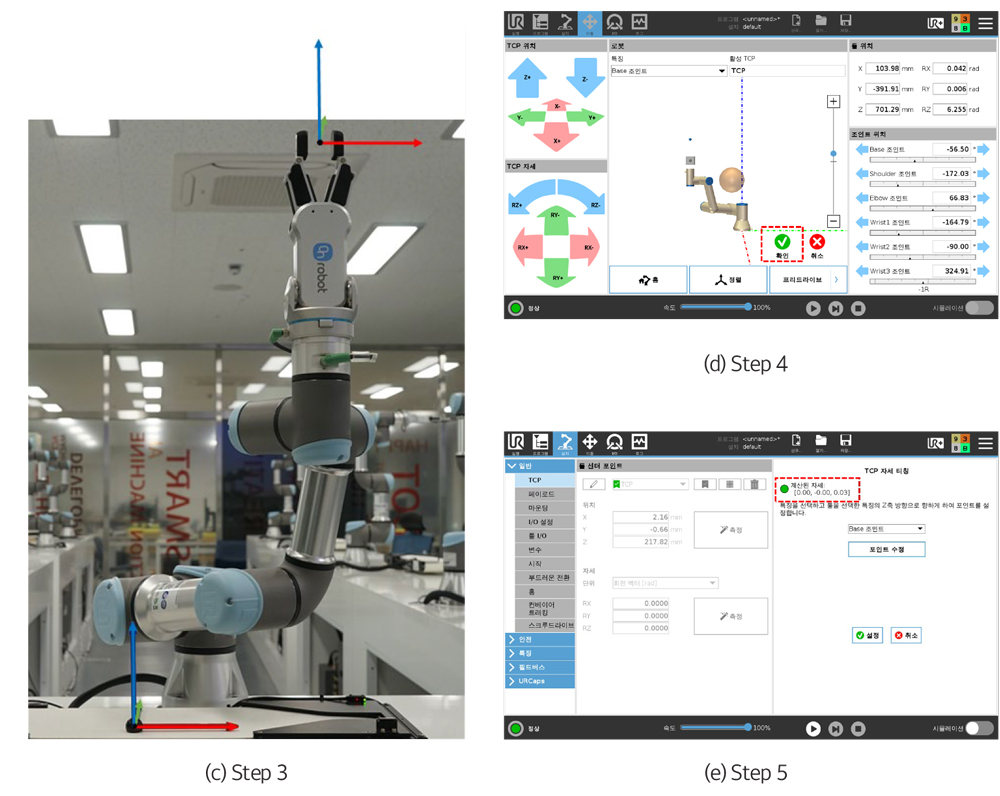 onrobot
DEVELOPE
SMART
TRANS
MACHINE
HAP
TOP
(c) Step 3
프로그램 <unnamed>*
설치 default
TCP 위치
로봇
툴 위치
특징
활성 TCP
Base 조인트
TCP
Z+
Z-
X-
Y-
Y+
X+
X 103.98 mm RX 0.042 rad
Y -391.91 mm RY 0.006 rad
Z 701.29 mm RZ 6.255 rad
TCP 자세
RZ+
RZ-
RY-
RX+
RX-
RY+
조인트 위치
Base 조인트 -56.50 °
Shoulder 조인트 -172.03 °
Elbow 조인트 66.83 °
Wrist1 조인트 -164.79 °
Wrist2 조인트 -90.00 °
Wrist3 조인트 324.91 °
-1R
확인
취소
홈
정렬
프리드라이브
정상
속도 100%
시뮬레이션
(d) Step 4
프로그램 <unnamed>*
설치 default
일반
TCP
페이로드
마운팅
I/O 설정
툴 I/O
변수
시작
부드러운 전환
홈
컨베이어
트래킹
스크루드라이브
안전
특징
필드버스
URCaps
툴 센터 포인트
TCP
위치
X 2.16 mm
Y -0.66 mm
Z 217.82 mm
측정
자세
단위 회전 벡터 [rad]
RX 0.0000
RY 0.0000
RZ 0.0000
측정
TCP 자세 티칭
계산된 자세:
[0.00, -0.00, 0.03]
특징을 선택하고 툴을 선택한 특징의 Z축 방향으로 향하게 하여 포인트를 설
정합니다.
Base 조인트
포인트 수정
설정
취소
정상
속도 100%
시뮬레이션
(e) Step 5